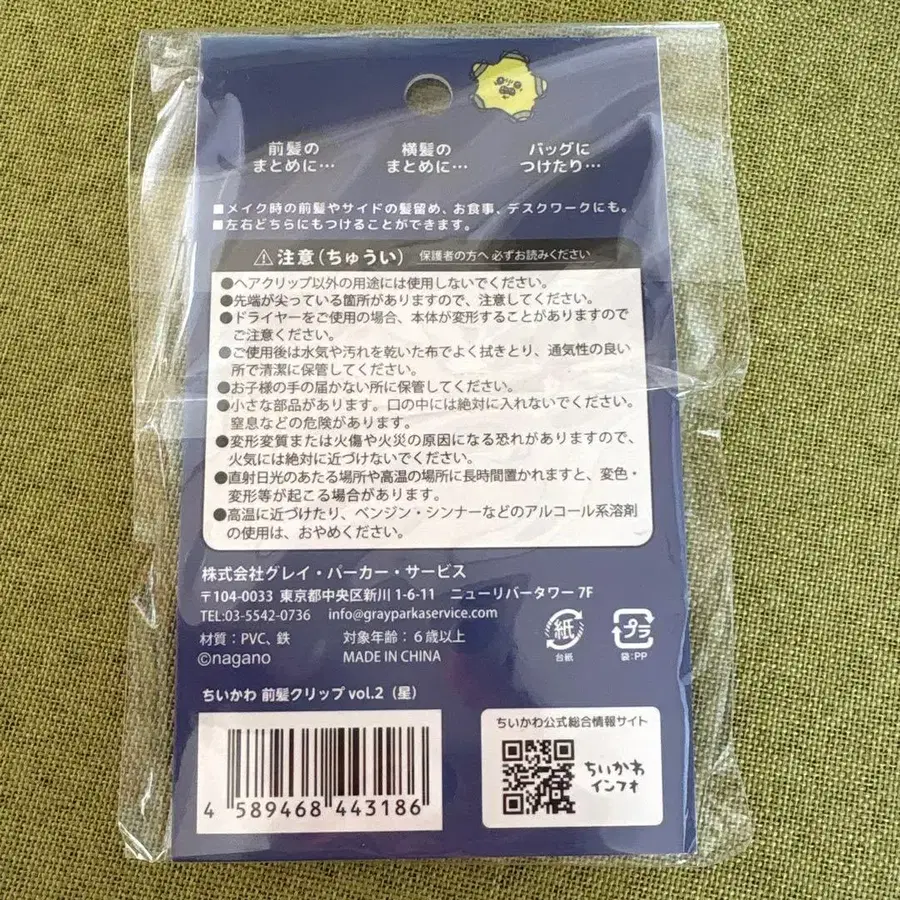 前髪の
まとめに…
横髪の
まとめに…
バッグに
つけたり…
■メイク時の前髪やサイドの髪留め、お食事、デスクワークにも。
■左右どちらにもつけることができます。
注意(ちゅうい) 保護者の方へ 必ずお読みください
●ヘアクリップ以外の用途には使用しないでください。
●先端が尖っている箇所がありますので、注意してください。
●ドライヤーをご使用の場合、本体が変形することがありますので
ご注意ください。
●ご使用後は水気や汚れを乾いた布でよく拭きとり、通気性の良い
所で清潔に保管してください。
●お子様の手の届かない所に保管してください。
●小さな部品があります。口の中には絶対に入れないでください。
窒息などの危険があります。
●変形変質または火傷や火災の原因になる恐れがありますので、
火気には絶対に近づけないでください。
●直射日光のあたる場所や高温の場所に長時間置かれますと、変色・
変形等が起こる場合があります。
●高温に近づけたり、ベンジン・シンナーなどのアルコール系溶剤
の使用は、おやめください。
株式会社グレイ・パーカー・サービス
〒104-0033 東京都中央区新川 1-6-11 ニューリバータワー 7F
TEL:03-5542-0736 info@grayparkaservice.com
材質：PVC、鉄 対象年齢：6歳以上
©nagano MADE IN CHINA
紙
台紙
プラ
袋:PP
ちいかわ 前髪クリップ vol.2（星）
4 589468 443186
ちいかわ公式総合情報サイト
ちいかわ
インフォ